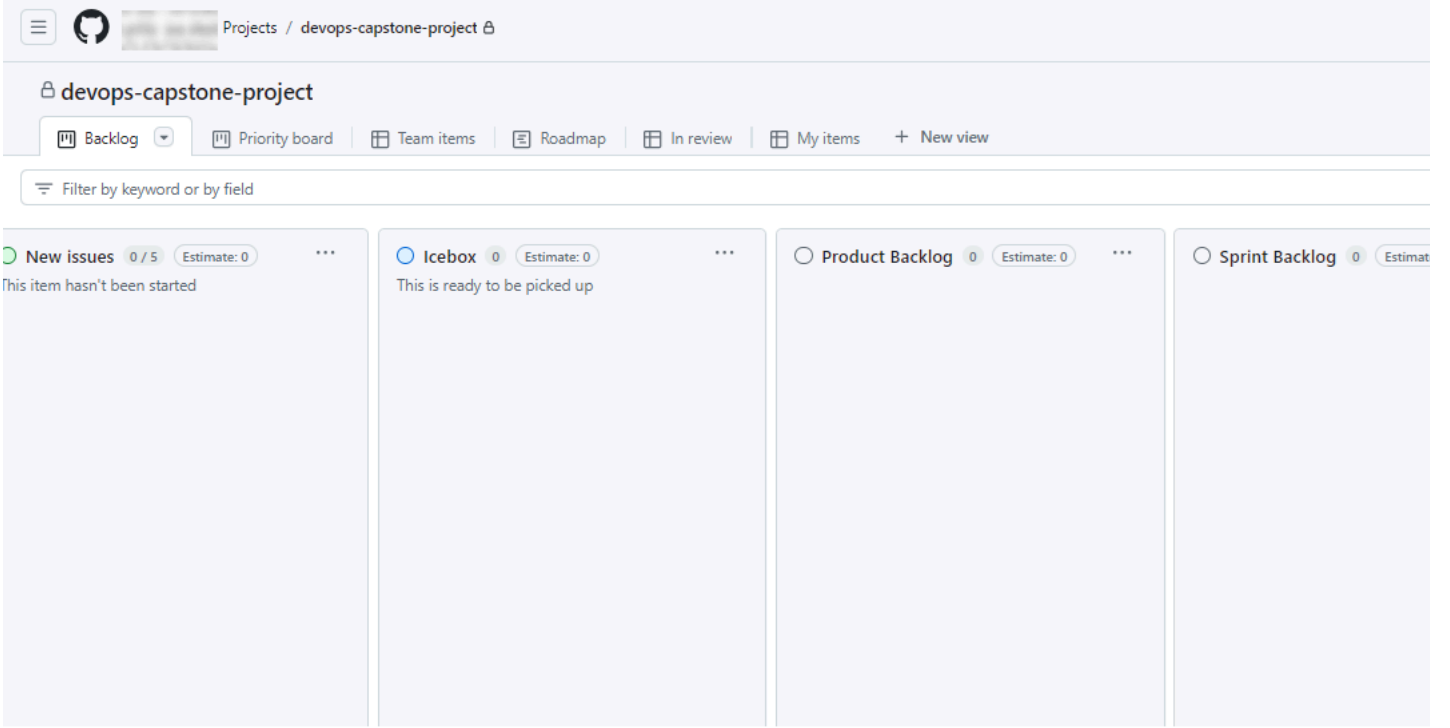 Projects / devops-capstone-project
devops-capstone-project
Backlog Priority board Team items Roadmap In review My items + New view
Filter by keyword or by field
New issues 0 / 5 Estimate: 0 ... Icebox 0 Estimate: 0 ... Product Backlog 0 Estimate: 0 ... Sprint Backlog 0
This item hasn't been started This is ready to be picked up